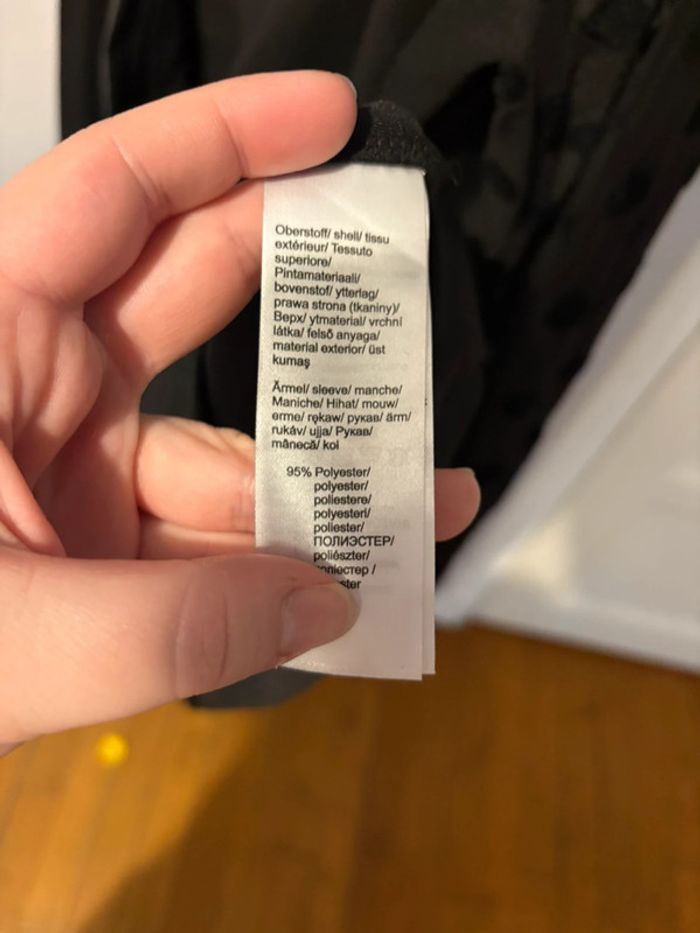 Oberstoff/ shell/ tissu
extérieur/ Tessuto
superiore/
Pintamateriaali/
bovenstof/ ytterlag/
prawa strona (tkaniny)/
Верх/ ytmaterial/ vrchní
látka/ felső anyaga/
material exterior/ üst
kumaş
Ärmel/ sleeve/ manche/
Maniche/ Hihat/ mouw/
erme/ rękaw/ рукав/ ärm/
rukáv/ ujja/ Рукав/
mânecă/ kol
95% Polyester/
polyester/
poliestere/
polyesteri/
poliester/
ПОЛИЭСТЕР/
poliészter/